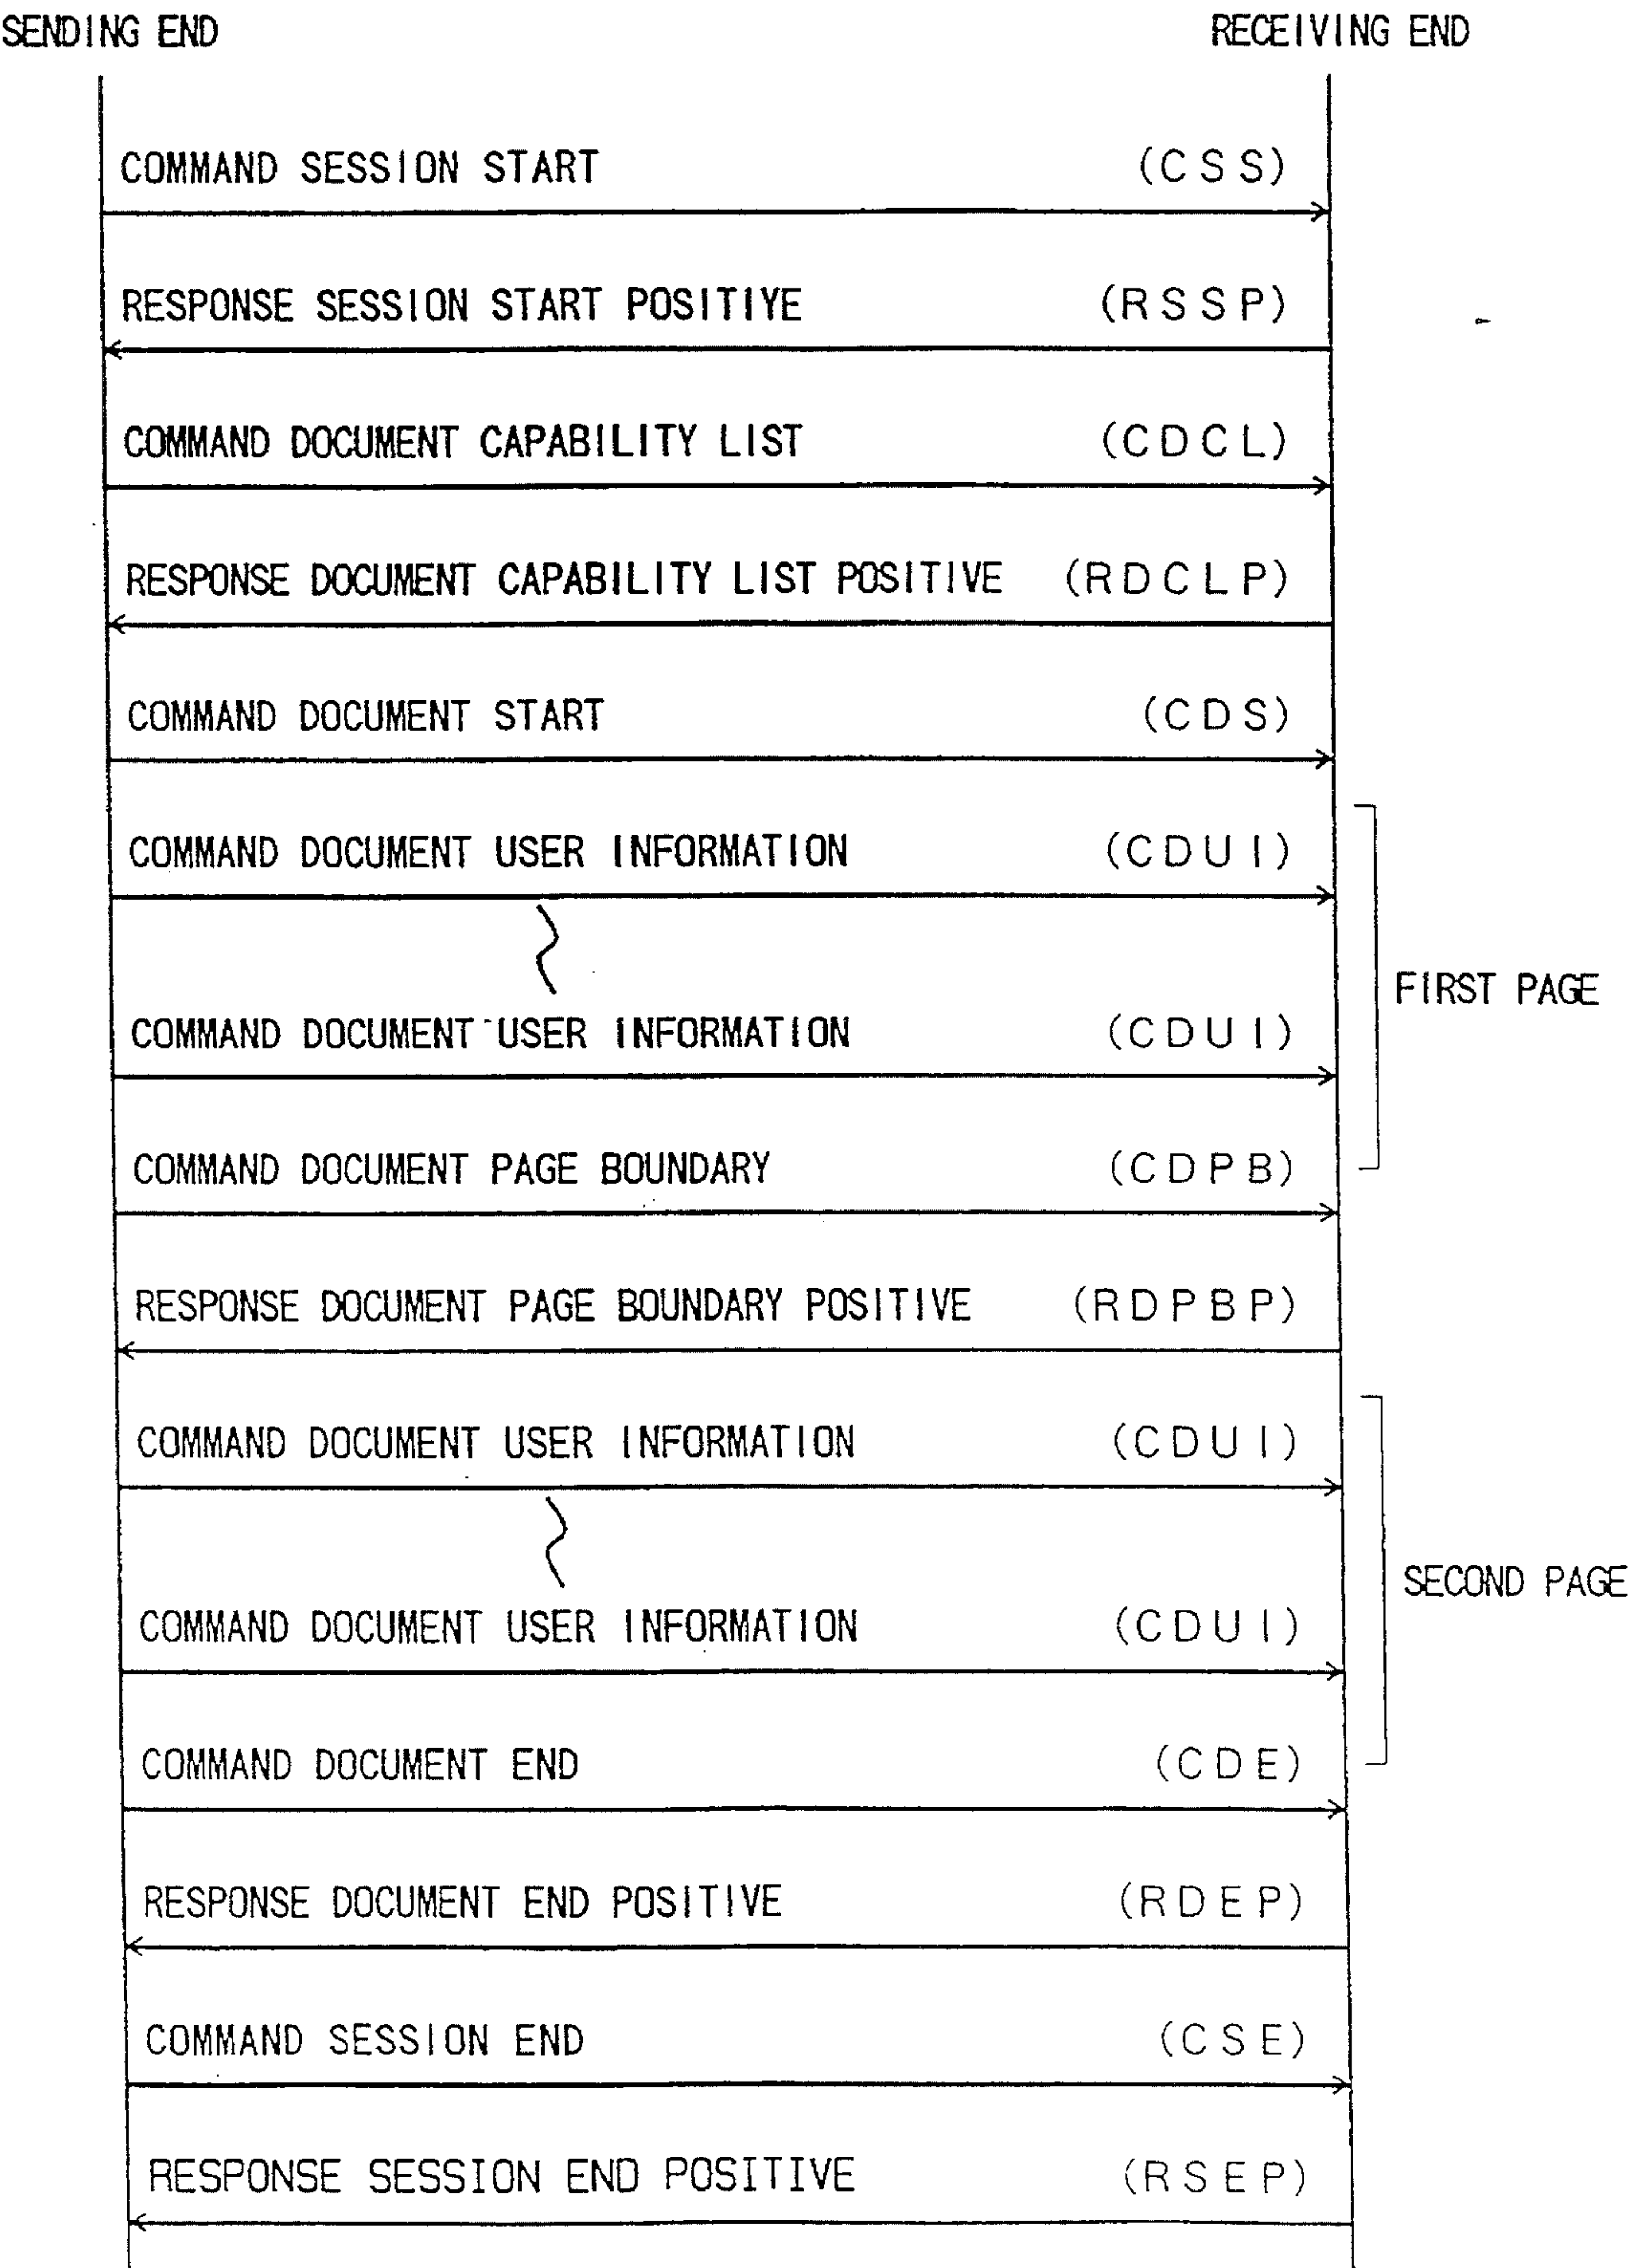 SENDING END RECEIVING END
COMMAND SESSION START (CSS)
RESPONSE SESSION START POSITIYE (RSSP)
COMMAND DOCUMENT CAPABILITY LIST (CDCL)
RESPONSE DOCUMENT CAPABILITY LIST POSITIVE (RDCLP)
COMMAND DOCUMENT START (CDS)
COMMAND DOCUMENT USER INFORMATION (CDUI)
FIRST PAGE
COMMAND DOCUMENT USER INFORMATION (CDUI)
COMMAND DOCUMENT PAGE BOUNDARY (CDPB)
RESPONSE DOCUMENT PAGE BOUNDARY POSITIVE (RDPBP)
COMMAND DOCUMENT USER INFORMATION (CDUI)
SECOND PAGE
COMMAND DOCUMENT USER INFORMATION (CDUI)
COMMAND DOCUMENT END (CDE)
RESPONSE DOCUMENT END POSITIVE (RDEP)
COMMAND SESSION END (CSE)
RESPONSE SESSION END POSITIVE (RSEP)